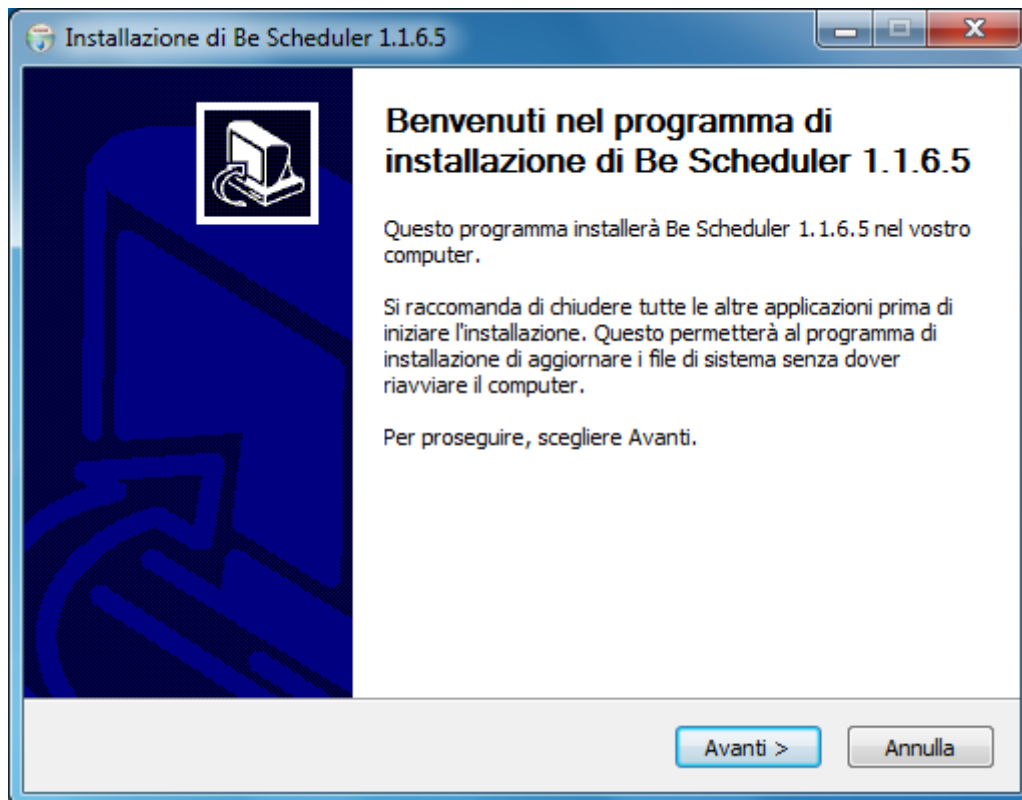 Installazione di Be Scheduler 1.1.6.5
Benvenuti nel programma di
installazione di Be Scheduler 1.1.6.5
Questo programma installerà Be Scheduler 1.1.6.5 nel vostro
computer.
Si raccomanda di chiudere tutte le altre applicazioni prima di
iniziare l'installazione. Questo permetterà al programma di
installazione di aggiornare i file di sistema senza dover
riavviare il computer.
Per proseguire, scegliere Avanti.
Avanti >
Annulla